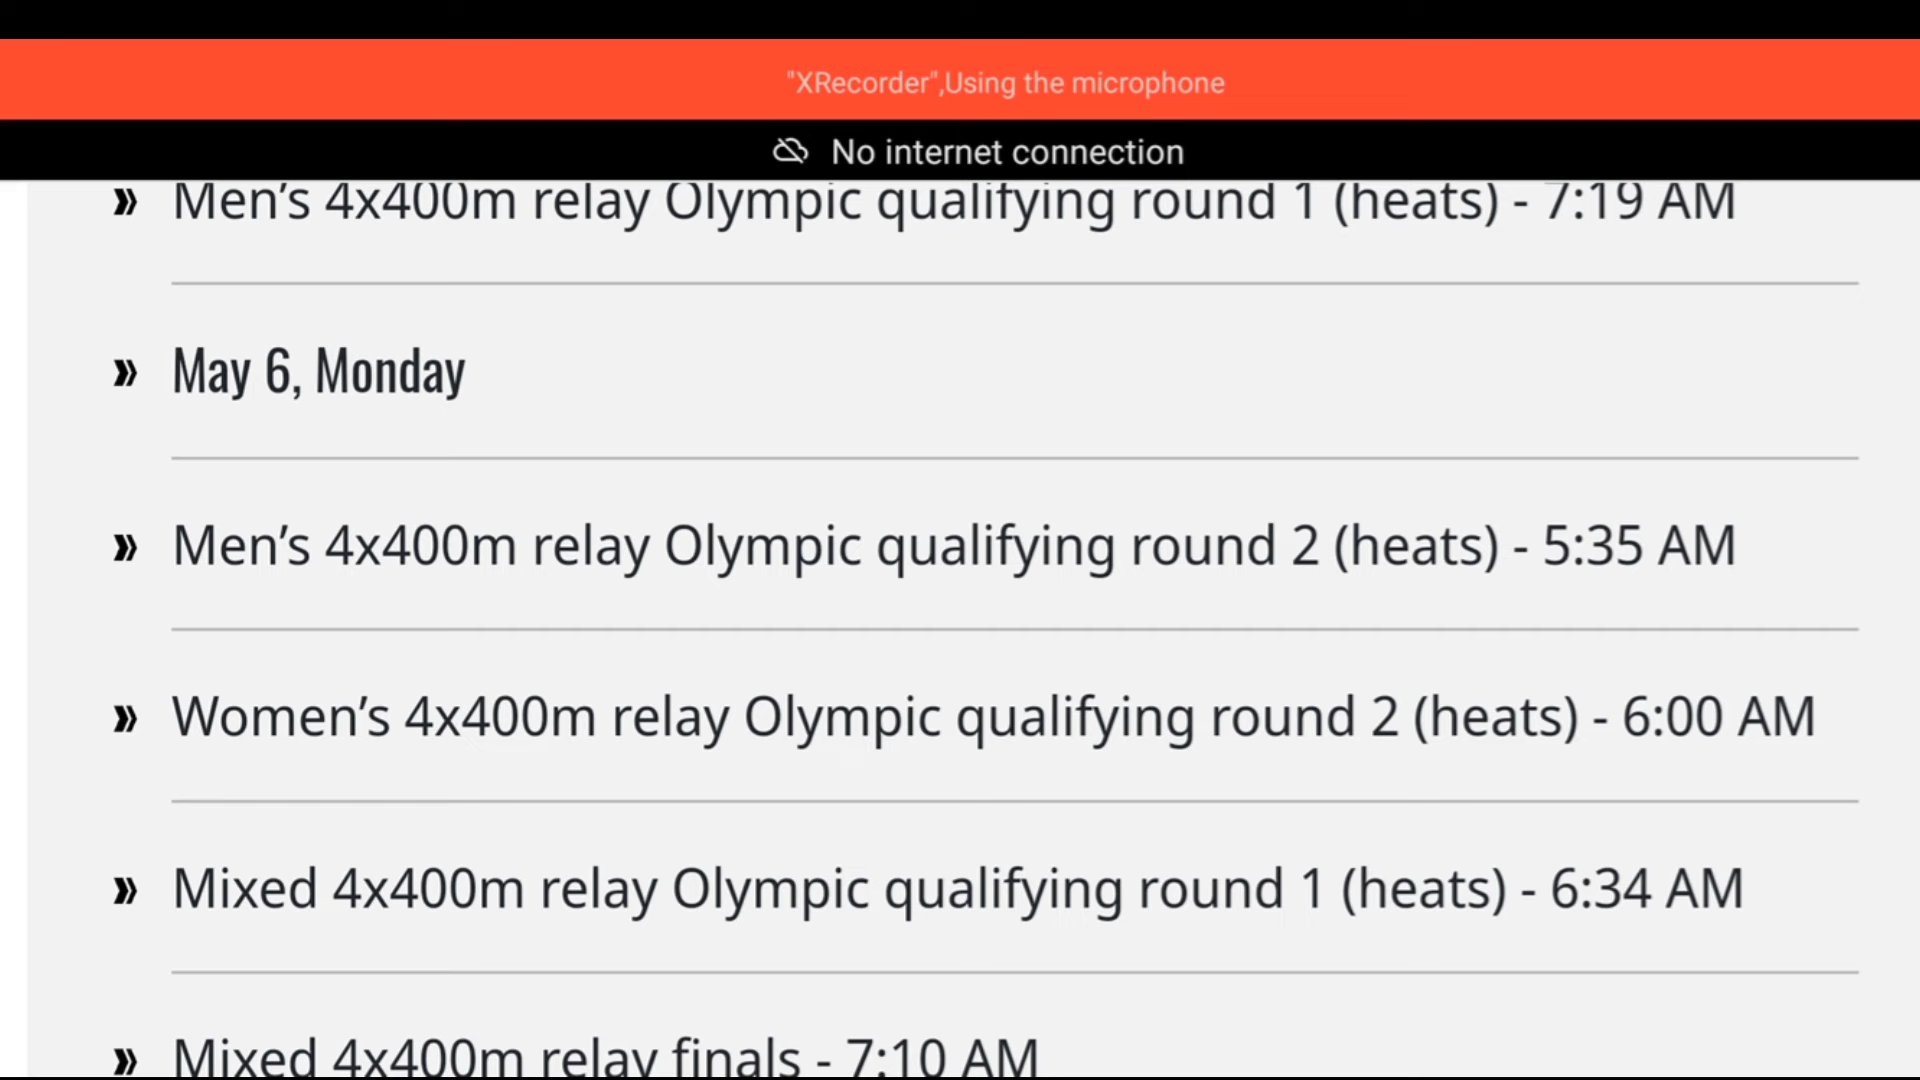 "XRecorder",Using the microphone
No internet connection
» Men’s 4x400m relay Olympic qualifying round 1 (heats) - 7:19 AM
» May 6, Monday
» Men’s 4x400m relay Olympic qualifying round 2 (heats) - 5:35 AM
» Women’s 4x400m relay Olympic qualifying round 2 (heats) - 6:00 AM
» Mixed 4x400m relay Olympic qualifying round 1 (heats) - 6:34 AM
» Mixed 4x400m relay finals - 7:10 AM